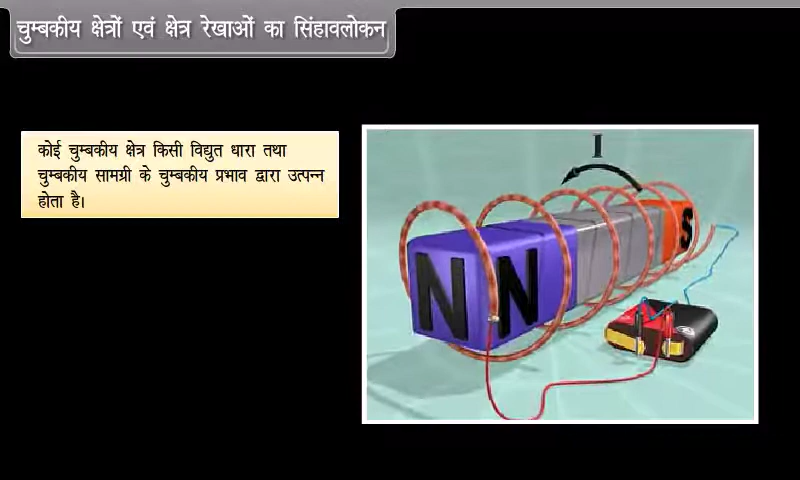 चुम्बकीय क्षेत्रों एवं क्षेत्र रेखाओं का सिंहावलोकन
कोई चुम्बकीय क्षेत्र किसी विद्युत धारा तथा
चुम्बकीय सामग्री के चुम्बकीय प्रभाव द्वारा उत्पन्न
होता है।
I
N N S